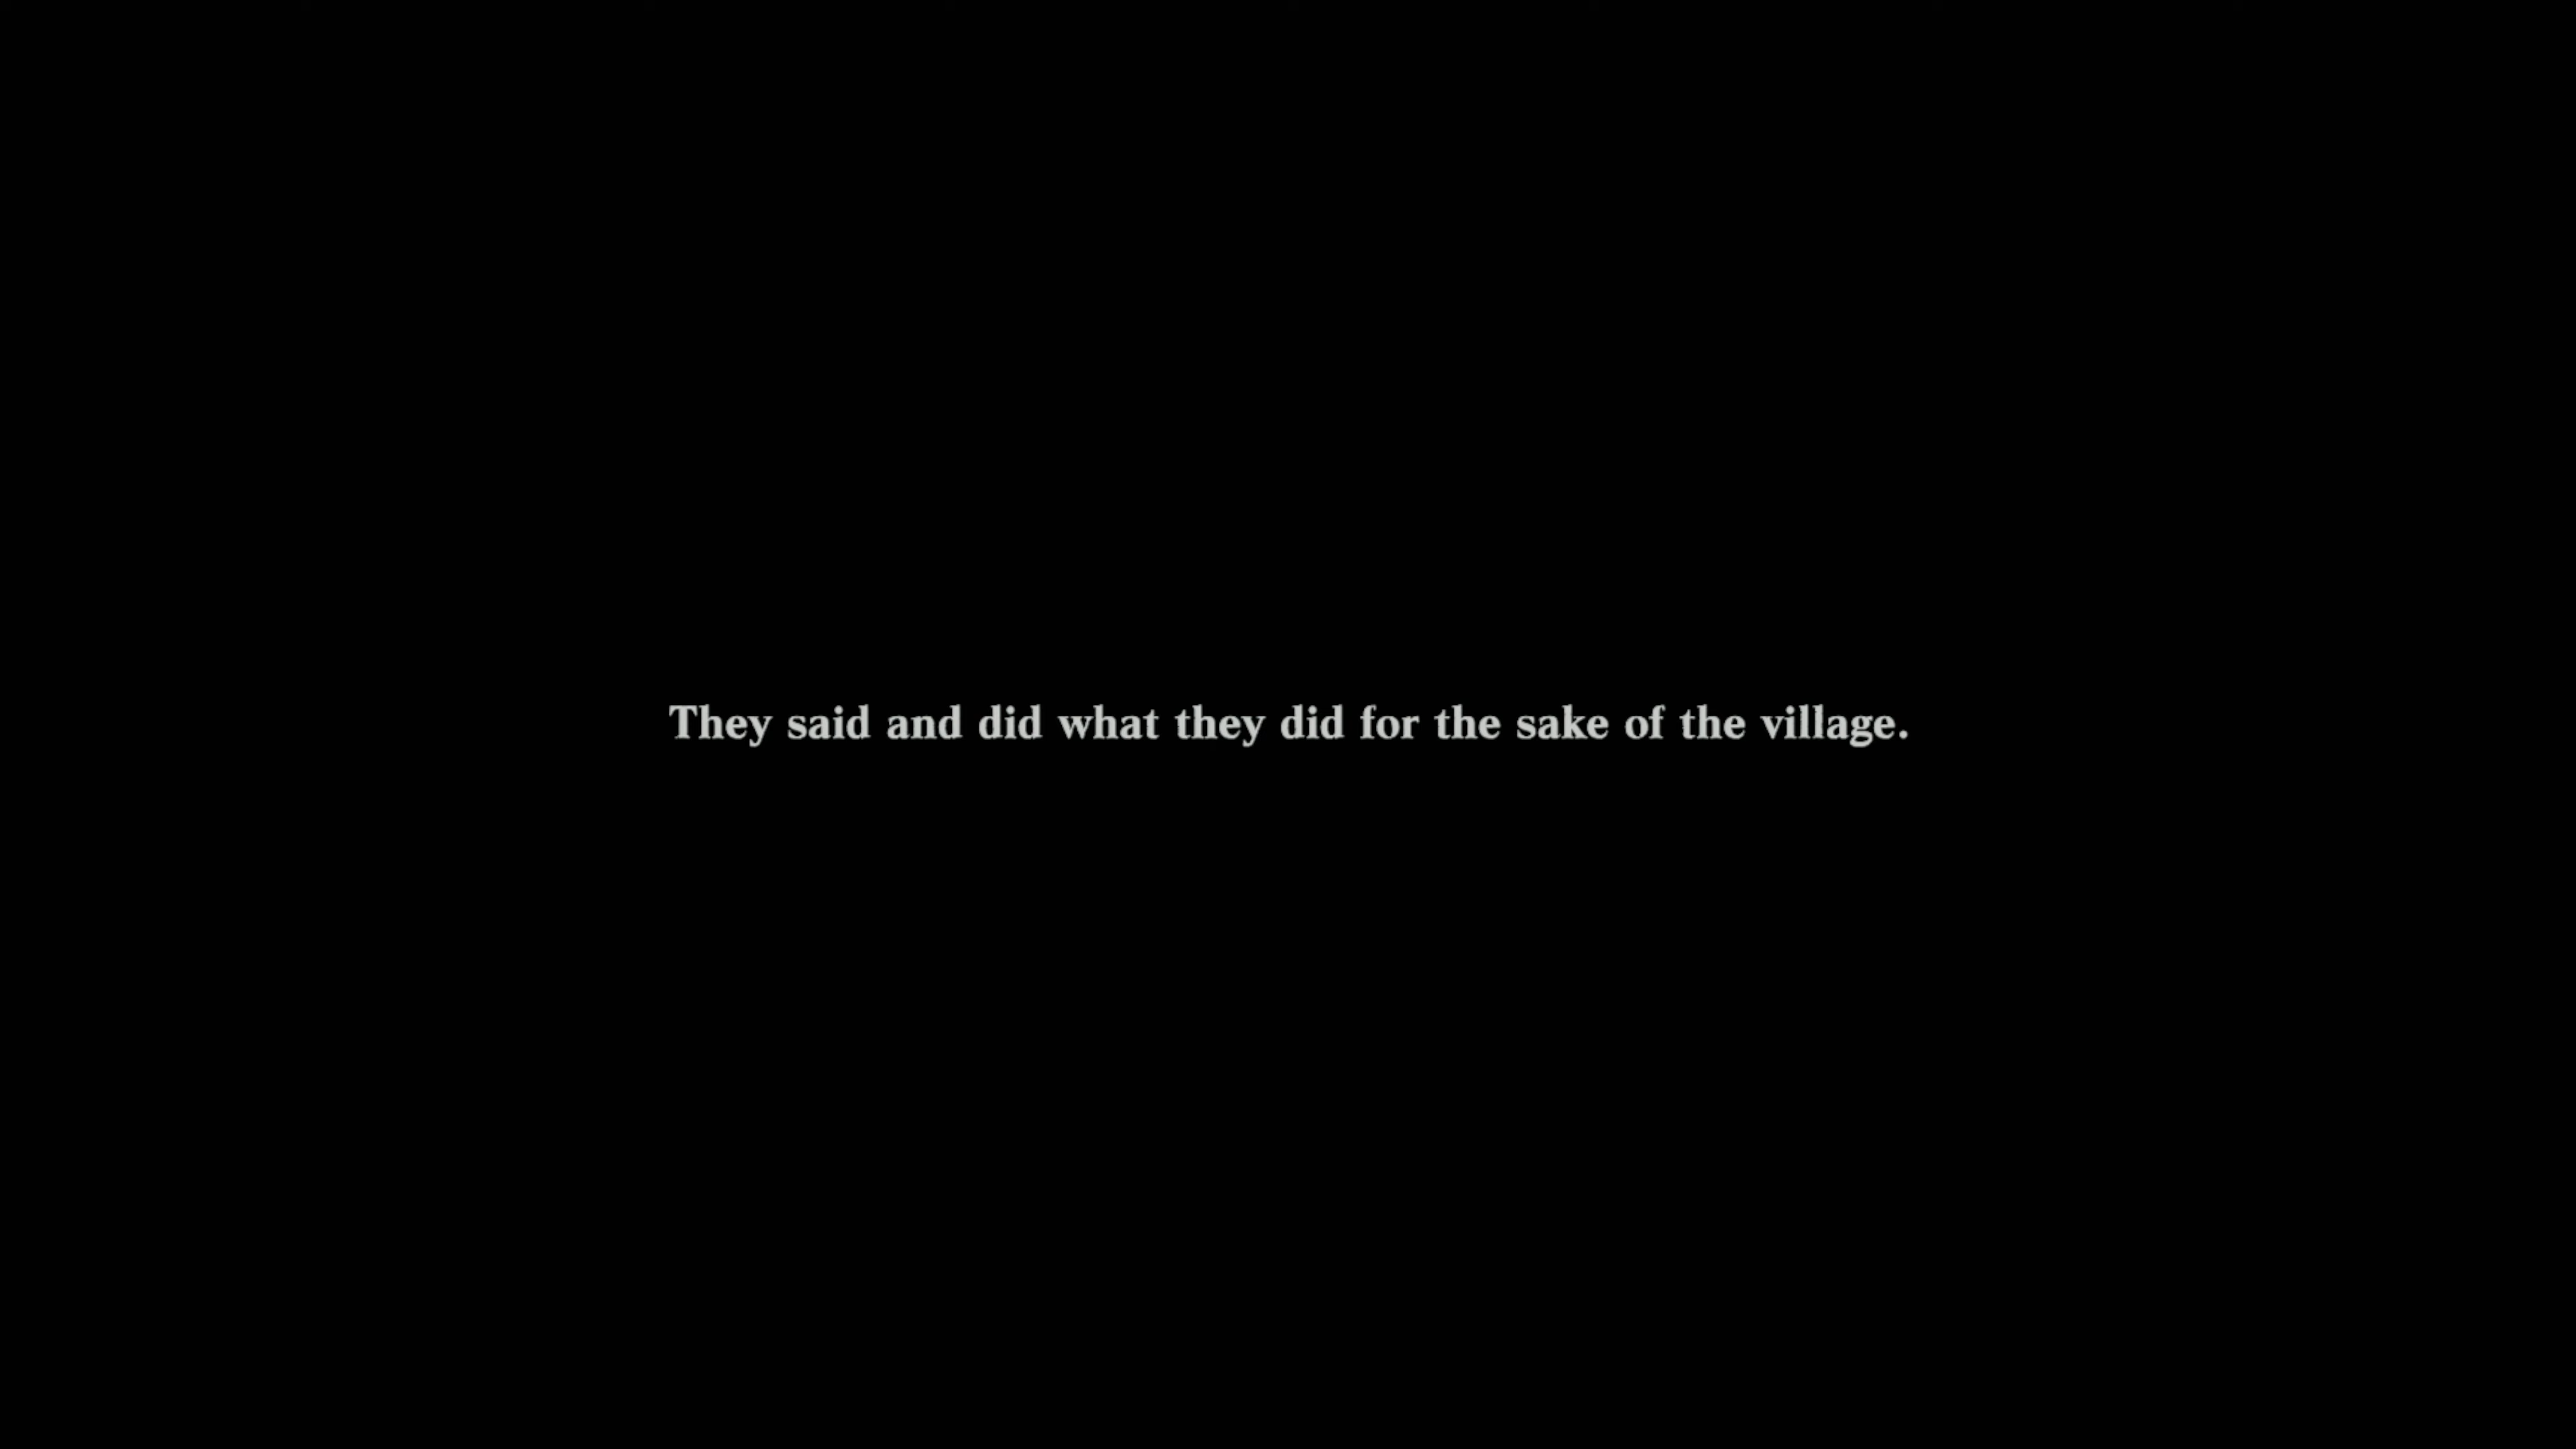 They said and did what they did for the sake of the village.